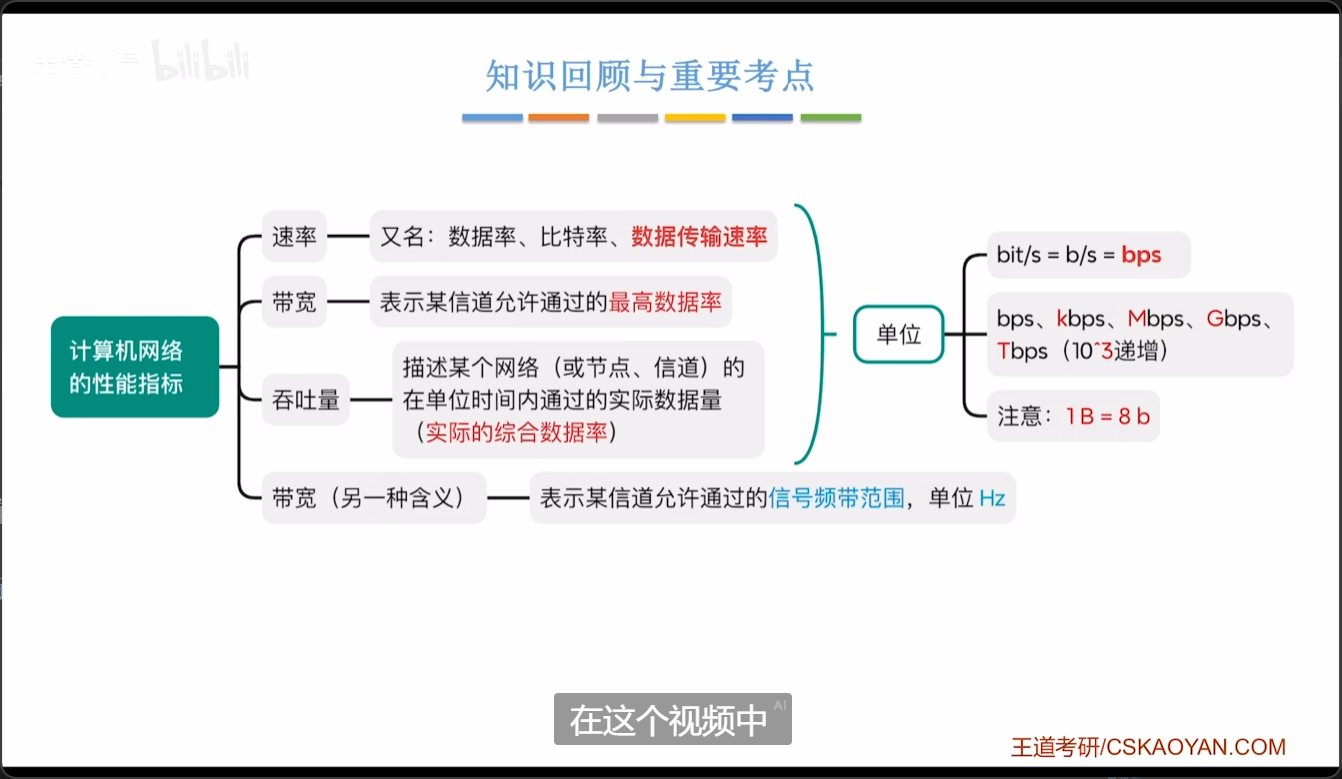 bilibili
知识回顾与重要考点
计算机网络
的性能指标
速率
又名：数据率、比特率、数据传输速率
带宽
表示某信道允许通过的最高数据率
吞吐量
描述某个网络（或节点、信道）的
在单位时间内通过的实际数据量
（实际的综合数据率）
带宽（另一种含义）
表示某信道允许通过的信号频带范围，单位 Hz
单位
bit/s = b/s = bps
bps、kbps、Mbps、Gbps、
Tbps（10^3递增）
注意：1 B = 8 b
在这个视频中
AI
王道考研/CSKAOYAN.COM